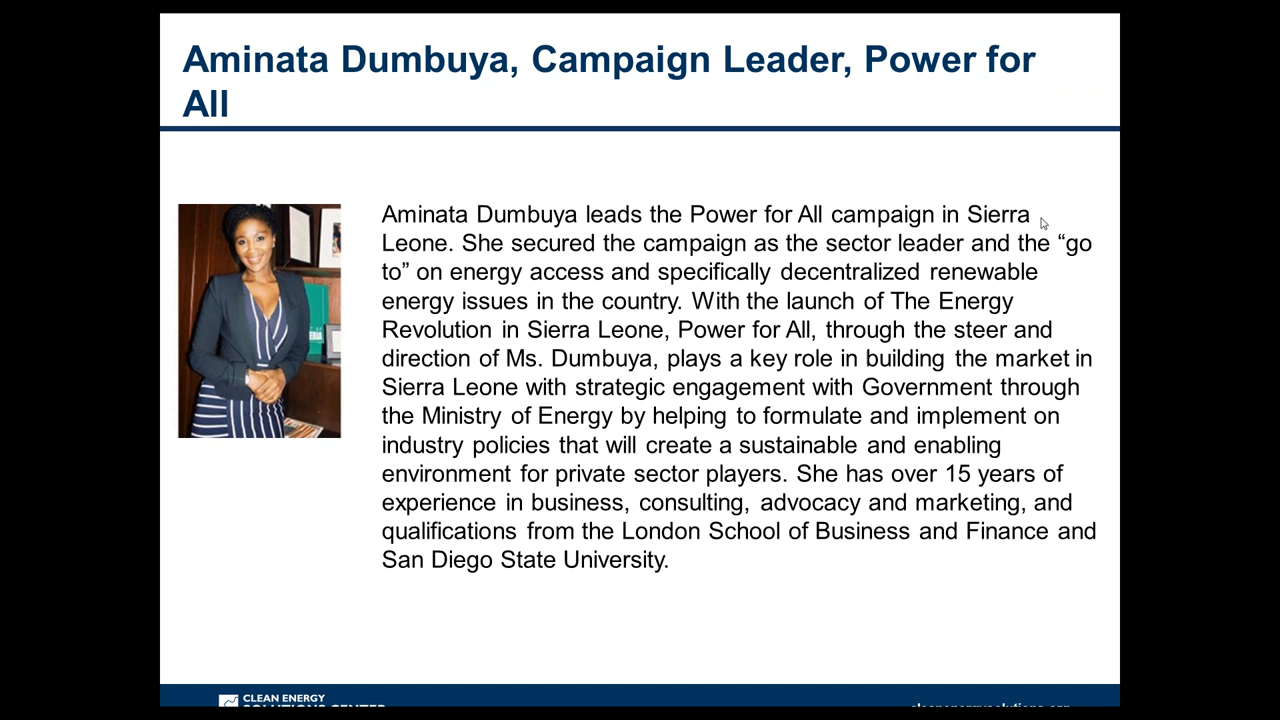 Aminata Dumbuya, Campaign Leader, Power for
All
Aminata Dumbuya leads the Power for All campaign in Sierra
Leone. She secured the campaign as the sector leader and the “go
to” on energy access and specifically decentralized renewable
energy issues in the country. With the launch of The Energy
Revolution in Sierra Leone, Power for All, through the steer and
direction of Ms. Dumbuya, plays a key role in building the market in
Sierra Leone with strategic engagement with Government through
the Ministry of Energy by helping to formulate and implement on
industry policies that will create a sustainable and enabling
environment for private sector players. She has over 15 years of
experience in business, consulting, advocacy and marketing, and
qualifications from the London School of Business and Finance and
San Diego State University.
CLEAN ENERGY
SOLUTIONS CENTER